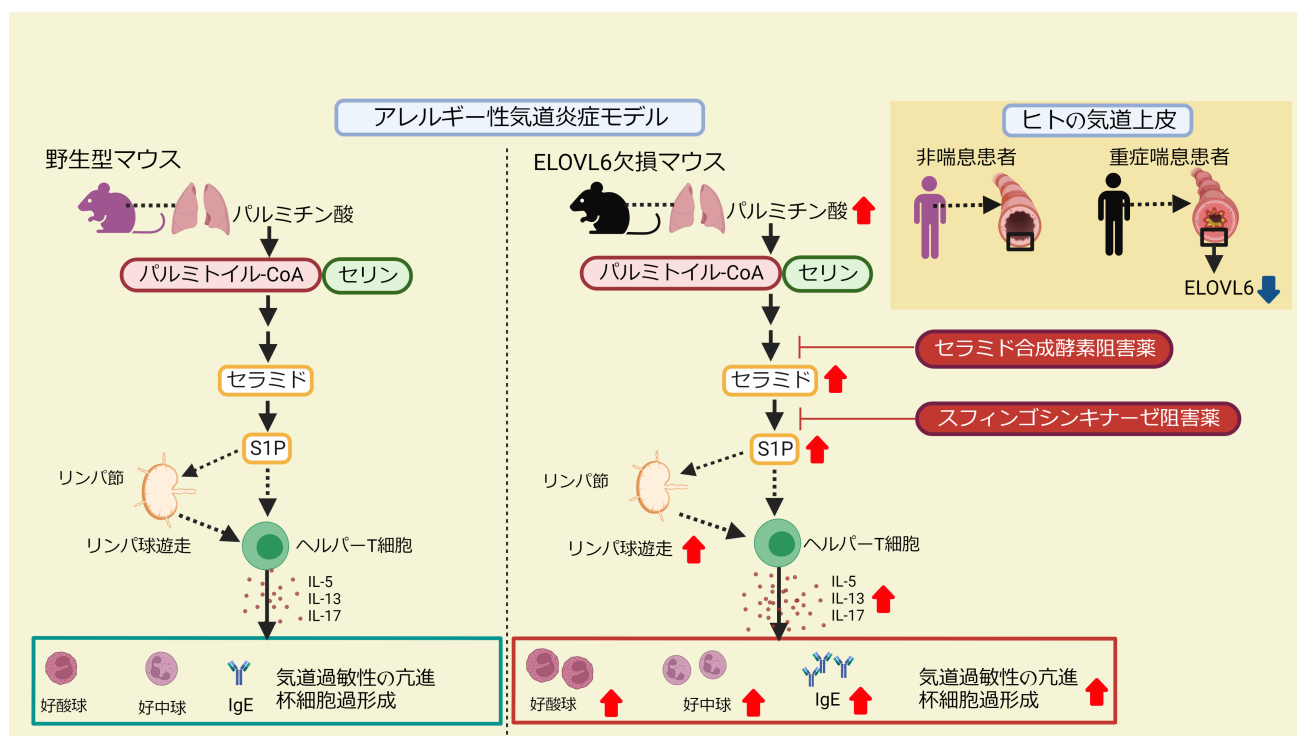 アレルギー性気道炎症モデル
野生型マウス
パルミチン酸
パルミトイル-CoA
セリン
セラミド
S1P
リンパ節
リンパ球遊走
ヘルパーT細胞
IL-5
IL-13
IL-17
好酸球
好中球
IgE
気道過敏性の亢進
杯細胞過形成
ELOVL6欠損マウス
パルミチン酸
パルミトイル-CoA
セリン
セラミド
S1P
リンパ節
リンパ球遊走
ヘルパーT細胞
IL-5
IL-13
IL-17
好酸球
好中球
IgE
気道過敏性の亢進
杯細胞過形成
ヒトの気道上皮
非喘息患者
重症喘息患者
ELOVL6
セラミド合成酵素阻害薬
スフィンゴシンキナーゼ阻害薬